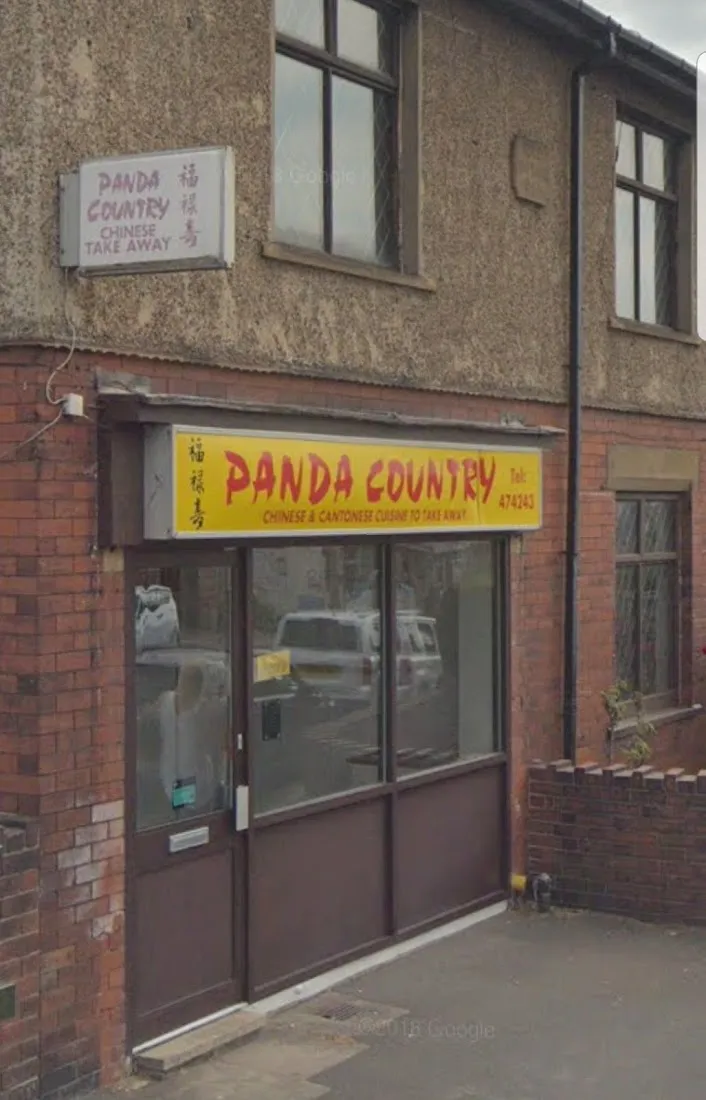 PANDA
COUNTRY
CHINESE
TAKE AWAY
福
禄
寿
福
禄
寿
PANDA COUNTRY
CHINESE & CANTONESE CUISINE TO TAKE AWAY
Tel:
474243
©2018 Google